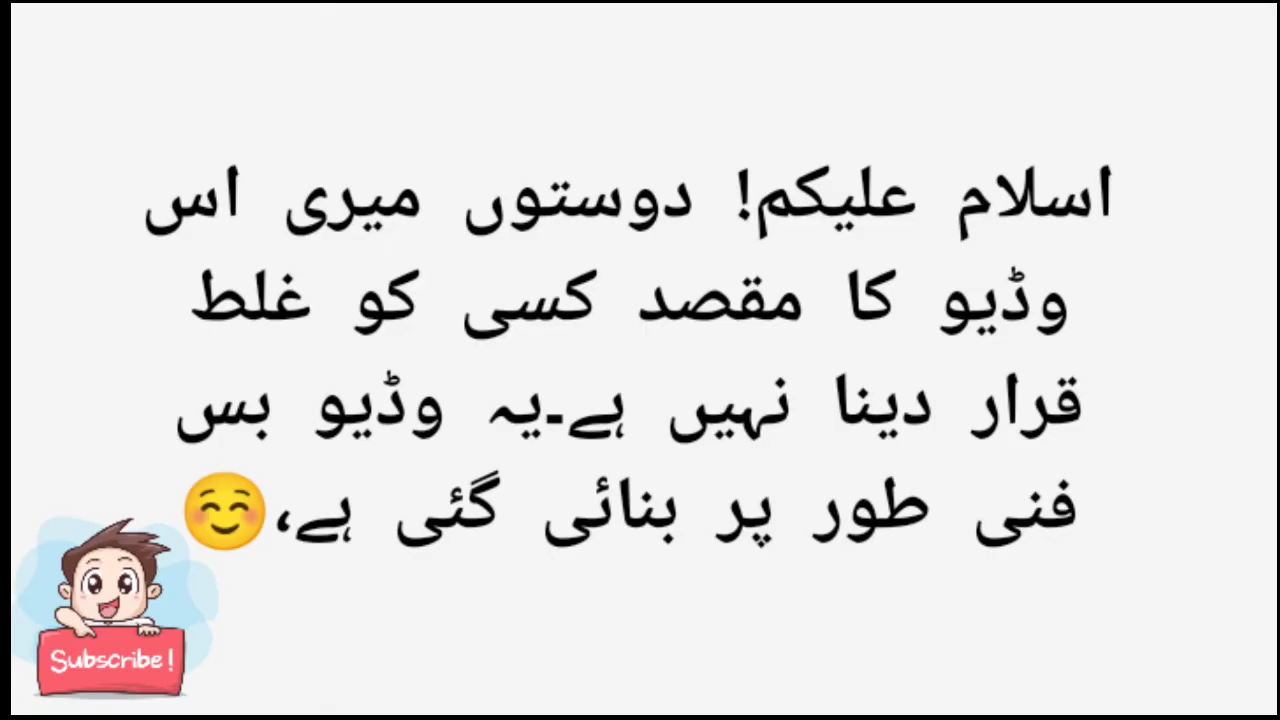 اسلام علیکم! دوستوں میری اس
وڈیو کا مقصد کسی کو غلط
قرار دینا نہیں ہے۔یہ وڈیو بس
فنی طور پر بنائی گئی ہے،☺️
Subscribe!